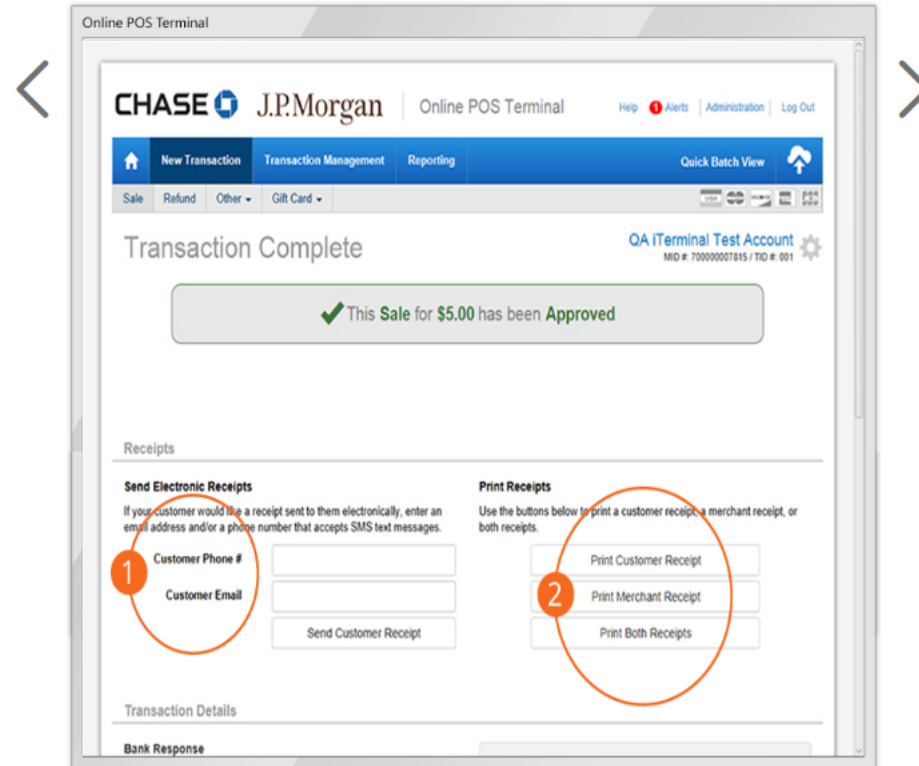 Online POS Terminal
CHASE J.P.Morgan Online POS Terminal Help 1 Alerts Administration Log Out
New Transaction Transaction Management Reporting Quick Batch View
Sale Refund Other Gift Card VISA
Transaction Complete
QA iTerminal Test Account
MID #: 700000007815 / TID #: 001
This Sale for $5.00 has been Approved
Receipts
Send Electronic Receipts
If your customer would like a receipt sent to them electronically, enter an
email address and/or a phone number that accepts SMS text messages.
Customer Phone #
1
Customer Email
Send Customer Receipt
Print Receipts
Use the buttons below to print a customer receipt, a merchant receipt, or
both receipts.
Print Customer Receipt
2
Print Merchant Receipt
Print Both Receipts
Transaction Details
Bank Response